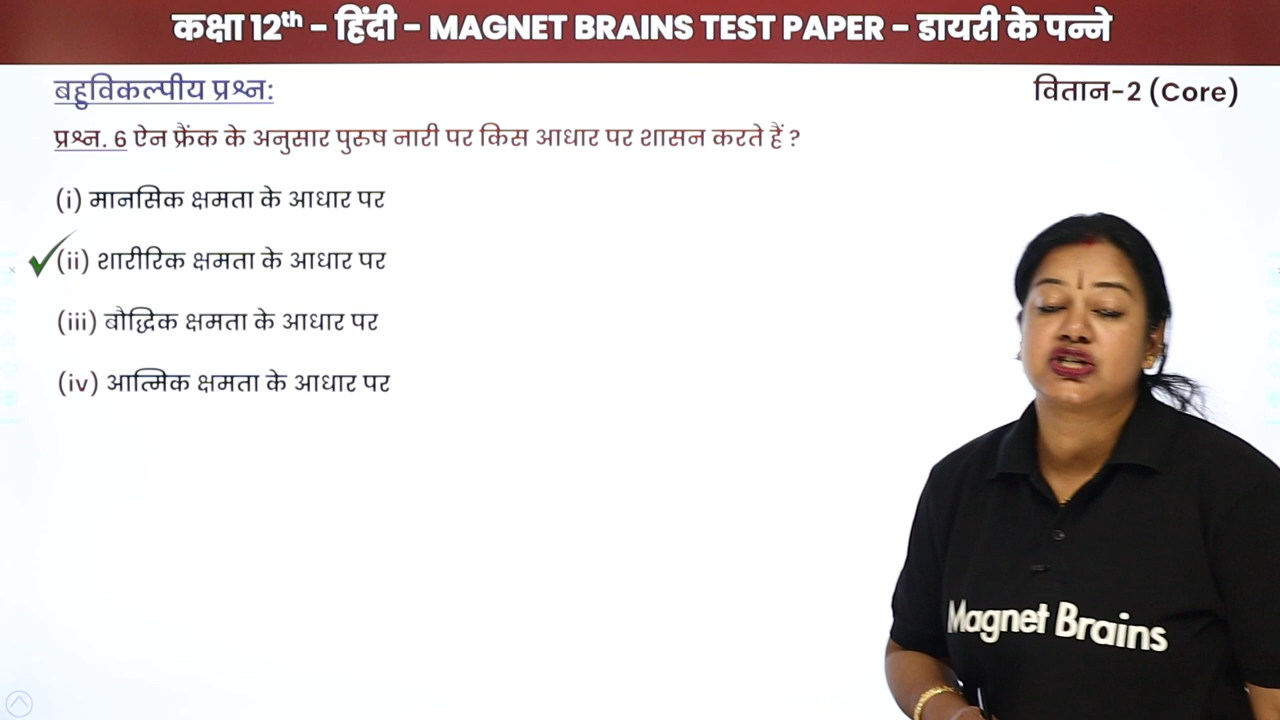 कक्षा 12th - हिंदी - MAGNET BRAINS TEST PAPER - डायरी के पन्ने
बहुविकल्पीय प्रश्न:
वितान-2 (Core)
प्रश्न. 6 ऐन फ्रैंक के अनुसार पुरुष नारी पर किस आधार पर शासन करते हैं ?
(i) मानसिक क्षमता के आधार पर
(ii) शारीरिक क्षमता के आधार पर
(iii) बौद्धिक क्षमता के आधार पर
(iv) आत्मिक क्षमता के आधार पर
Magnet Brains